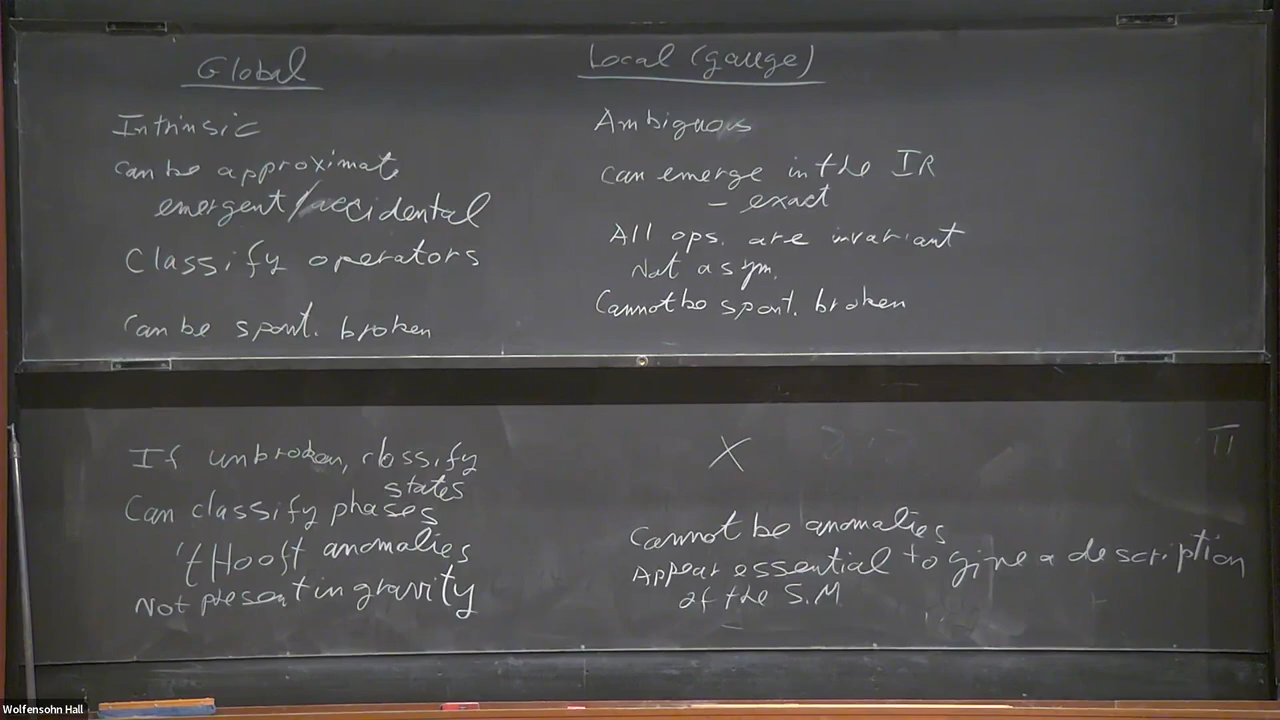 Global
Intrinsic
can be approximate
emergent/accidental
Classify operators
Can be spont. broken
Local (gauge)
Ambiguous
can emerge in the IR
– exact
All ops. are invariant
Not a sym.
Cannot be spont. broken
If unbroken, classify
states
Can classify phases
't Hooft anomalies
Not present in gravity
X
Cannot be anomalies
Appear essential to give a description
of the S.M
Wolfensohn Hall